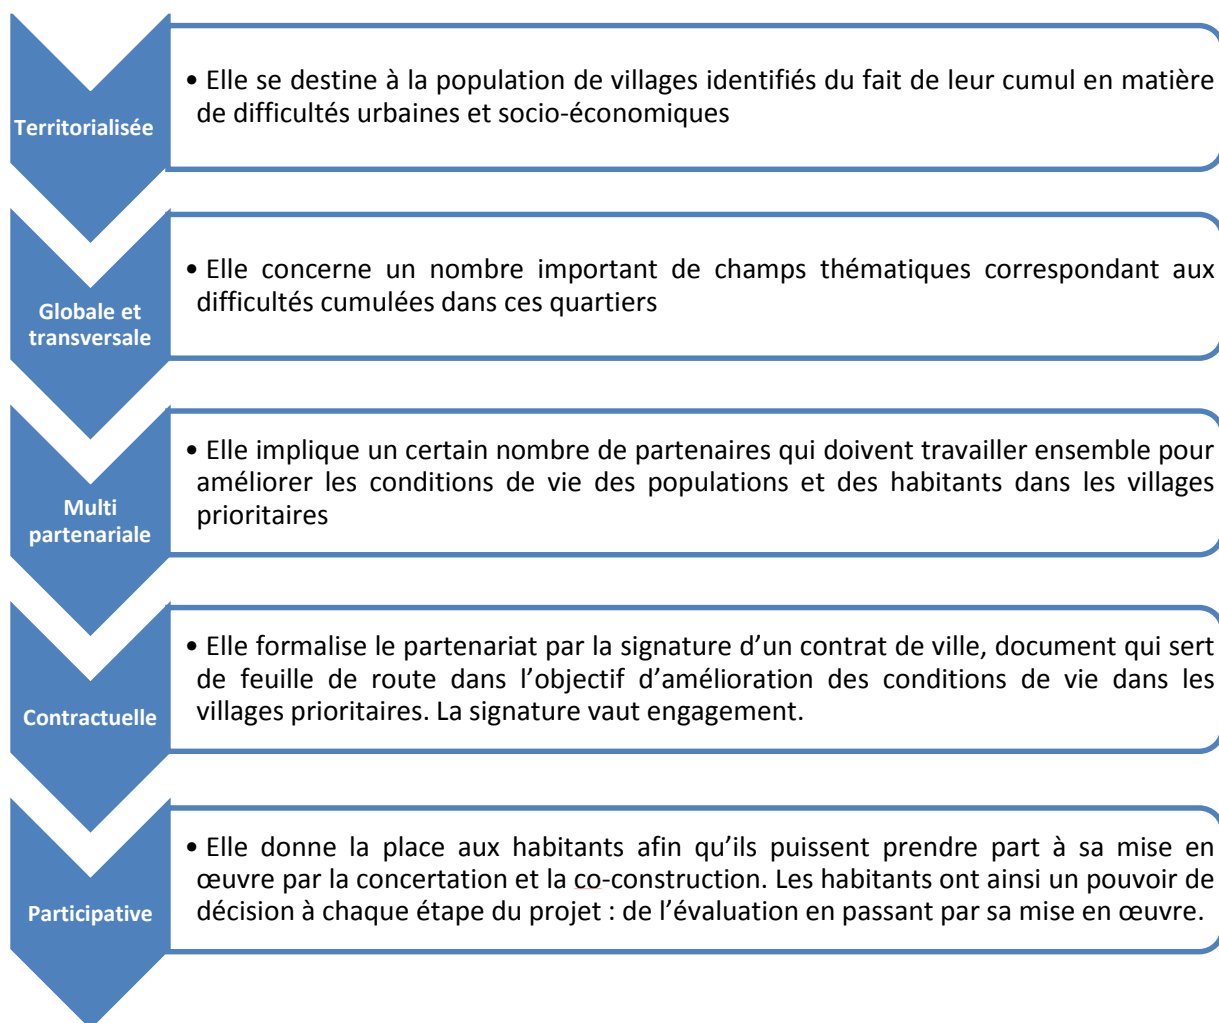 Territorialisée
• Elle se destine à la population de villages identifiés du fait de leur cumul en matière
de difficultés urbaines et socio-économiques
Globale et
transversale
• Elle concerne un nombre important de champs thématiques correspondant aux
difficultés cumulées dans ces quartiers
Multi
partenariale
• Elle implique un certain nombre de partenaires qui doivent travailler ensemble pour
améliorer les conditions de vie des populations et des habitants dans les villages
prioritaires
Contractuelle
• Elle formalise le partenariat par la signature d’un contrat de ville, document qui sert
de feuille de route dans l’objectif d’amélioration des conditions de vie dans les
villages prioritaires. La signature vaut engagement.
Participative
• Elle donne la place aux habitants afin qu’ils puissent prendre part à sa mise en
œuvre par la concertation et la co-construction. Les habitants ont ainsi un pouvoir de
décision à chaque étape du projet : de l’évaluation en passant par sa mise en œuvre.